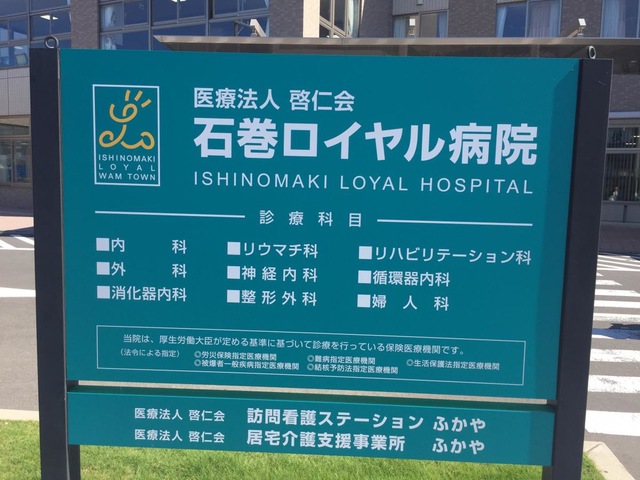 ISHINOMAKI
LOYAL
WAM TOWN
医療法人 啓仁会
石巻ロイヤル病院
ISHINOMAKI LOYAL HOSPITAL
診療科目
■内科 ■リウマチ科 ■リハビリテーション科
■外科 ■神経内科 ■循環器内科
■消化器内科 ■整形外科 ■婦人科
当院は、厚生労働大臣が定める基準に基づいて診療を行っている保険医療機関です。
(法令による指定) ◎労災保険指定医療機関 ◎難病指定医療機関 ◎生活保護法指定医療機関
◎被爆者一般疾病指定医療機関 ◎結核予防法指定医療機関
医療法人 啓仁会 訪問看護ステーション ふかや
医療法人 啓仁会 居宅介護支援事業所 ふかや